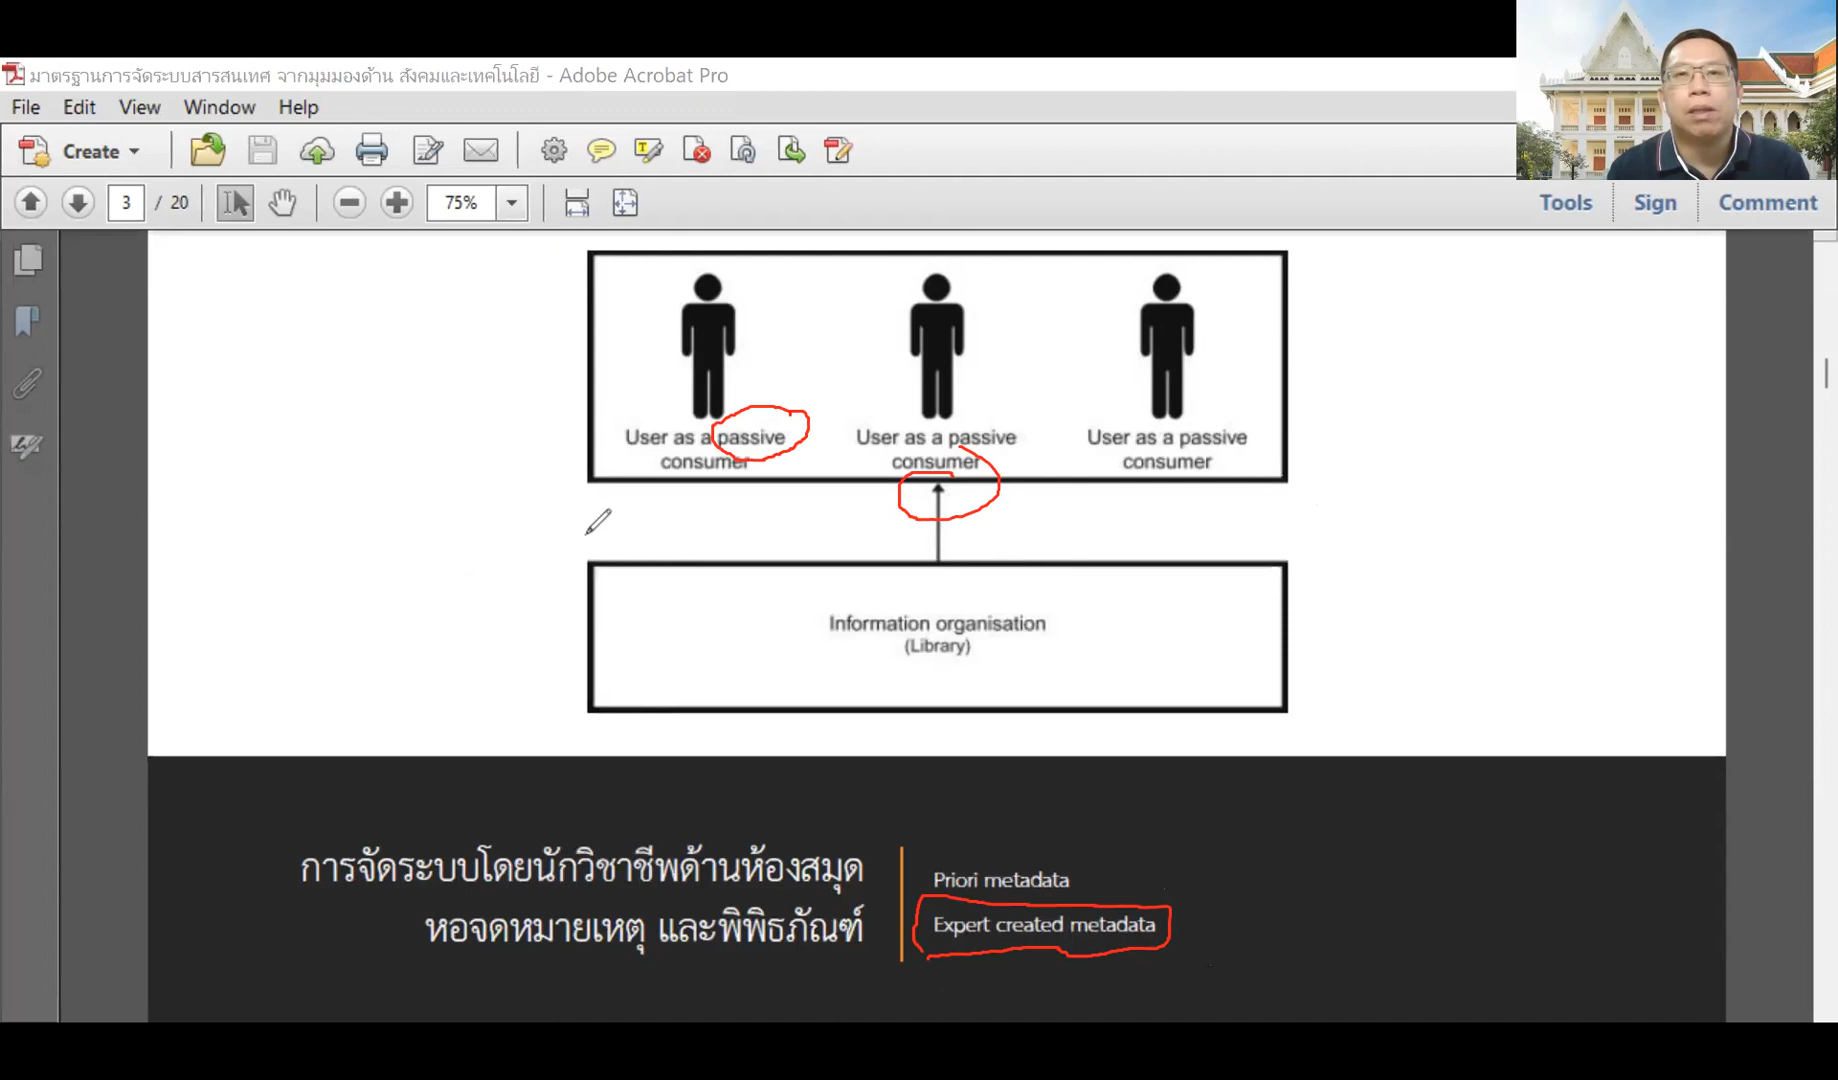 มาตรฐานการจัดระบบสารสนเทศ จากมุมมองด้าน สังคมและเทคโนโลยี - Adobe Acrobat Pro
File Edit View Window Help
Create
3 / 20 75% Tools Sign Comment
User as a passive consumer
User as a passive consumer
User as a passive consumer
Information organisation
(Library)
การจัดระบบโดยนักวิชาชีพด้านห้องสมุด
หอจดหมายเหตุ และพิพิธภัณฑ์
Priori metadata
Expert created metadata